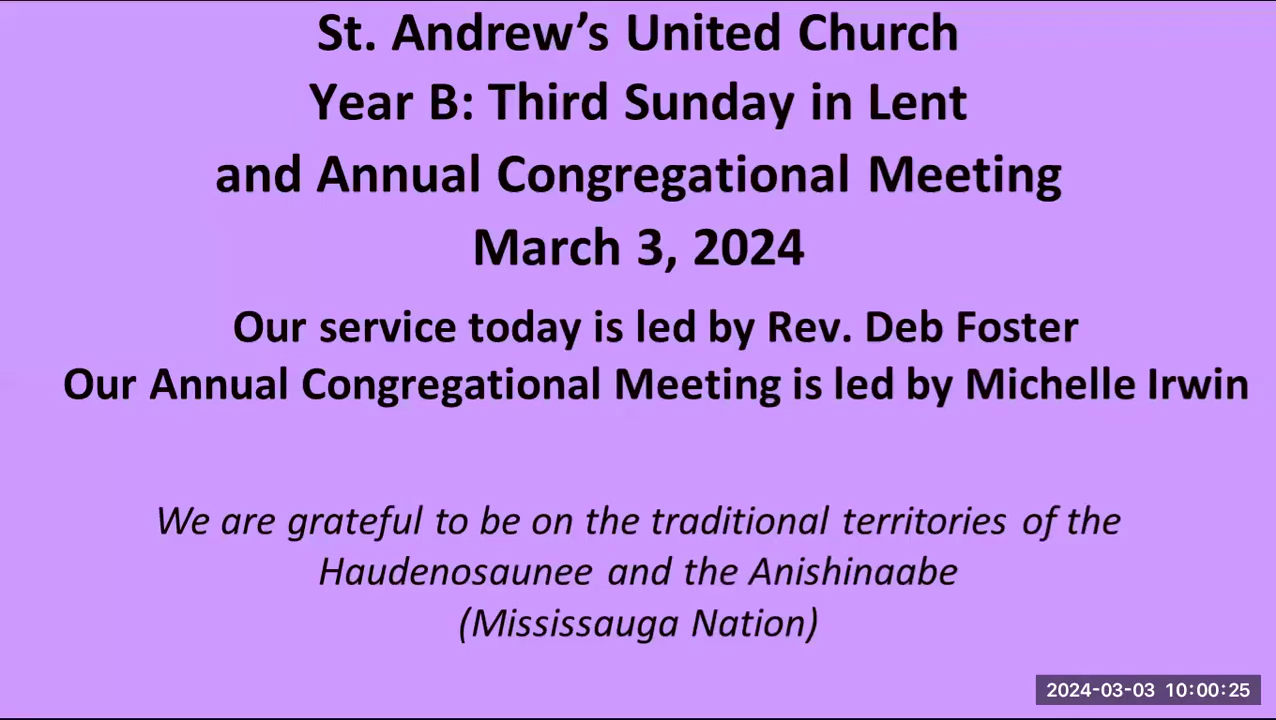 St. Andrew’s United Church
Year B: Third Sunday in Lent
and Annual Congregational Meeting
March 3, 2024
Our service today is led by Rev. Deb Foster
Our Annual Congregational Meeting is led by Michelle Irwin
We are grateful to be on the traditional territories of the
Haudenosaunee and the Anishinaabe
(Mississauga Nation)
2024-03-03 10:00:25